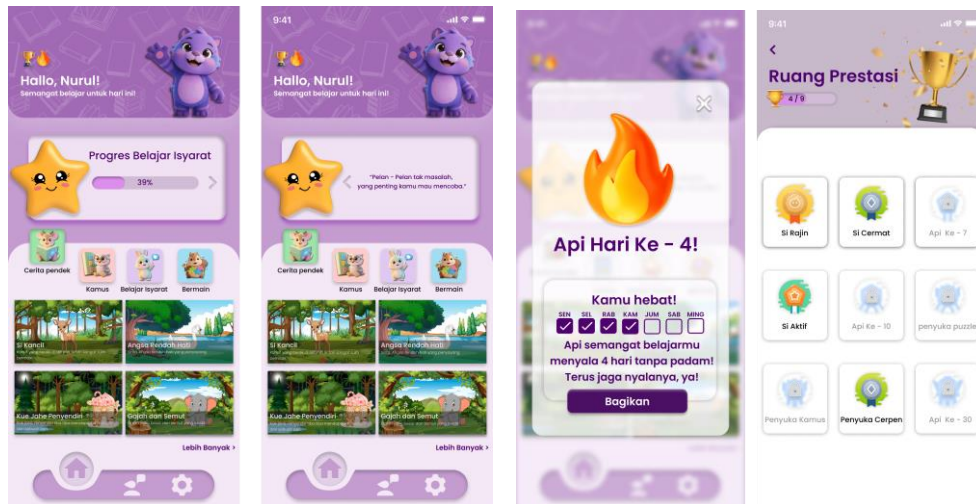 Hallo, Nurul!
Semangat belajar untuk hari ini!
Progres Belajar Isyarat
39%
Cerita pendek
Kamus
Belajar Isyarat
Bermain
Si Kancil
Angsa Rendah Hati
Kue Jahe Penyendiri
Gajah dan Semut
Lebih Banyak >
9:41
Hallo, Nurul!
Semangat belajar untuk hari ini!
"Pelan - Pelan tak masalah,
yang penting kamu mau mencoba."
Cerita pendek
Kamus
Belajar Isyarat
Bermain
Si Kancil
Angsa Rendah Hati
Kue Jahe Penyendiri
Gajah dan Semut
Lebih Banyak >
Api Hari Ke - 4!
Kamu hebat!
SEN SEL RAB KAM JUM SAB MING
Api semangat belajarmu
menyala 4 hari tanpa padam!
Terus jaga nyalanya, ya!
Bagikan
9:41
Ruang Prestasi
4 / 9
Si Rajin
Si Cermat
Api Ke - 7
Si Aktif
Api Ke - 10
penyuka puzzle
Penyuka Kamus
Penyuka Cerpen
Api Ke - 30